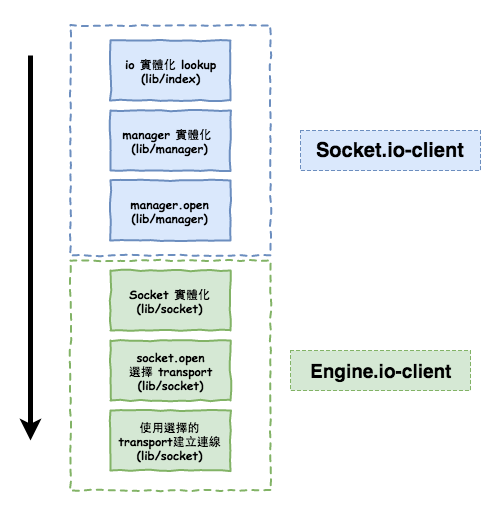 io 實體化 lookup
(lib/index)
manager 實體化
(lib/manager)
manager.open
(lib/manager)
Socket.io-client
Socket 實體化
(lib/socket)
socket.open
選擇 transport
(lib/socket)
使用選擇的
transport建立連線
(lib/socket)
Engine.io-client